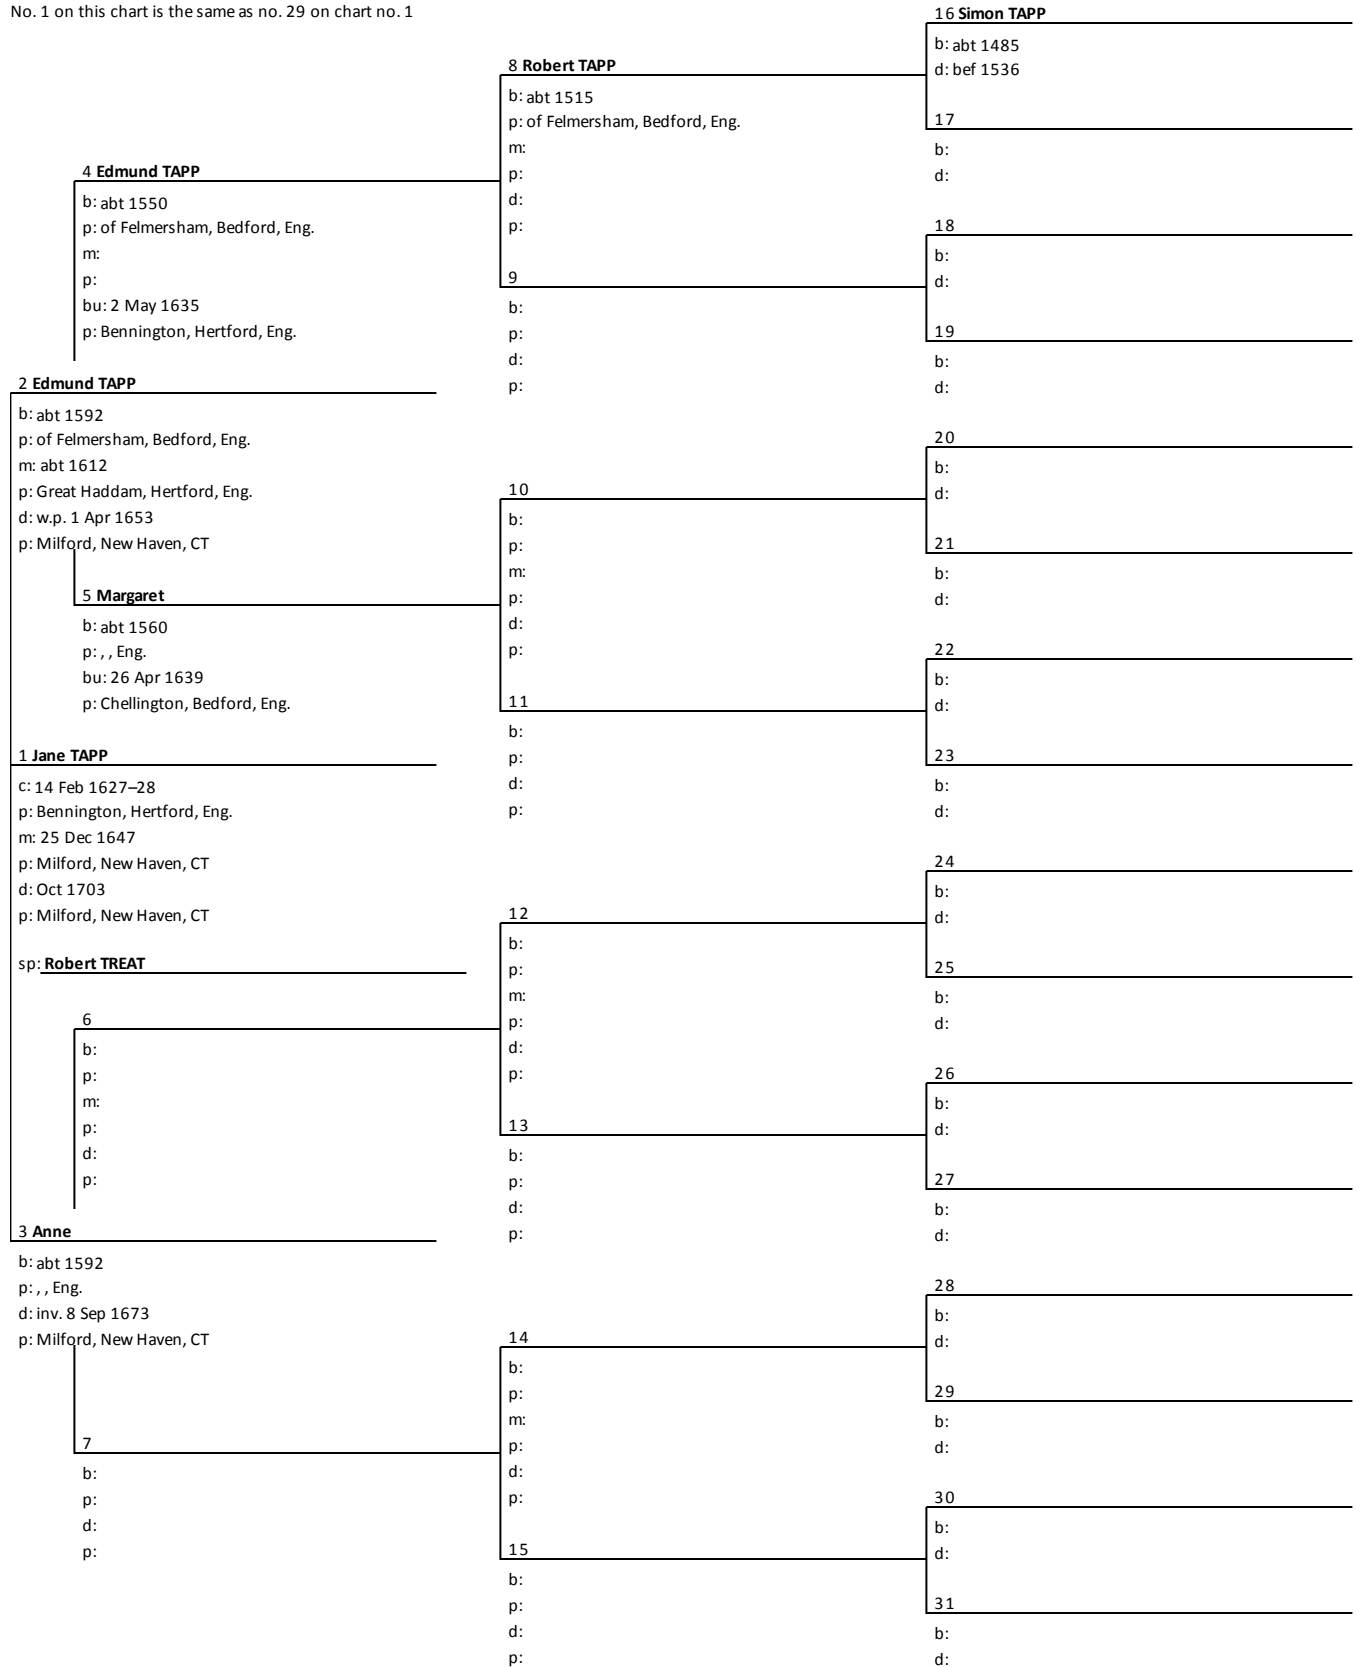 No. 1 on this chart is the same as no. 29 on chart no. 1
16 Simon TAPP
b: abt 1485
d: bef 1536
8 Robert TAPP
b: abt 1515
p: of Felmersham, Bedford, Eng.
m:
p:
d:
p:
17
b:
d:
4 Edmund TAPP
b: abt 1550
p: of Felmersham, Bedford, Eng.
m:
p:
bu: 2 May 1635
p: Bennington, Hertford, Eng.
18
b:
d:
9
b:
p:
d:
p:
19
b:
d:
2 Edmund TAPP
b: abt 1592
p: of Felmersham, Bedford, Eng.
m: abt 1612
p: Great Haddam, Hertford, Eng.
d: w.p. 1 Apr 1653
p: Milford, New Haven, CT
20
b:
d:
10
b:
p:
m:
p:
d:
p:
21
b:
d:
5 Margaret
b: abt 1560
p: , , Eng.
bu: 26 Apr 1639
p: Chellington, Bedford, Eng.
22
b:
d:
11
b:
p:
d:
p:
23
b:
d:
1 Jane TAPP
c: 14 Feb 1627–28
p: Bennington, Hertford, Eng.
m: 25 Dec 1647
p: Milford, New Haven, CT
d: Oct 1703
p: Milford, New Haven, CT
sp: Robert TREAT
24
b:
d:
12
b:
p:
m:
p:
d:
p:
25
b:
d:
6
b:
p:
m:
p:
d:
p:
26
b:
d:
13
b:
p:
d:
p:
27
b:
d:
3 Anne
b: abt 1592
p: , , Eng.
d: inv. 8 Sep 1673
p: Milford, New Haven, CT
28
b:
d:
14
b:
p:
m:
p:
d:
p:
29
b:
d:
7
b:
p:
d:
p:
30
b:
d:
15
b:
p:
d:
p:
31
b:
d: